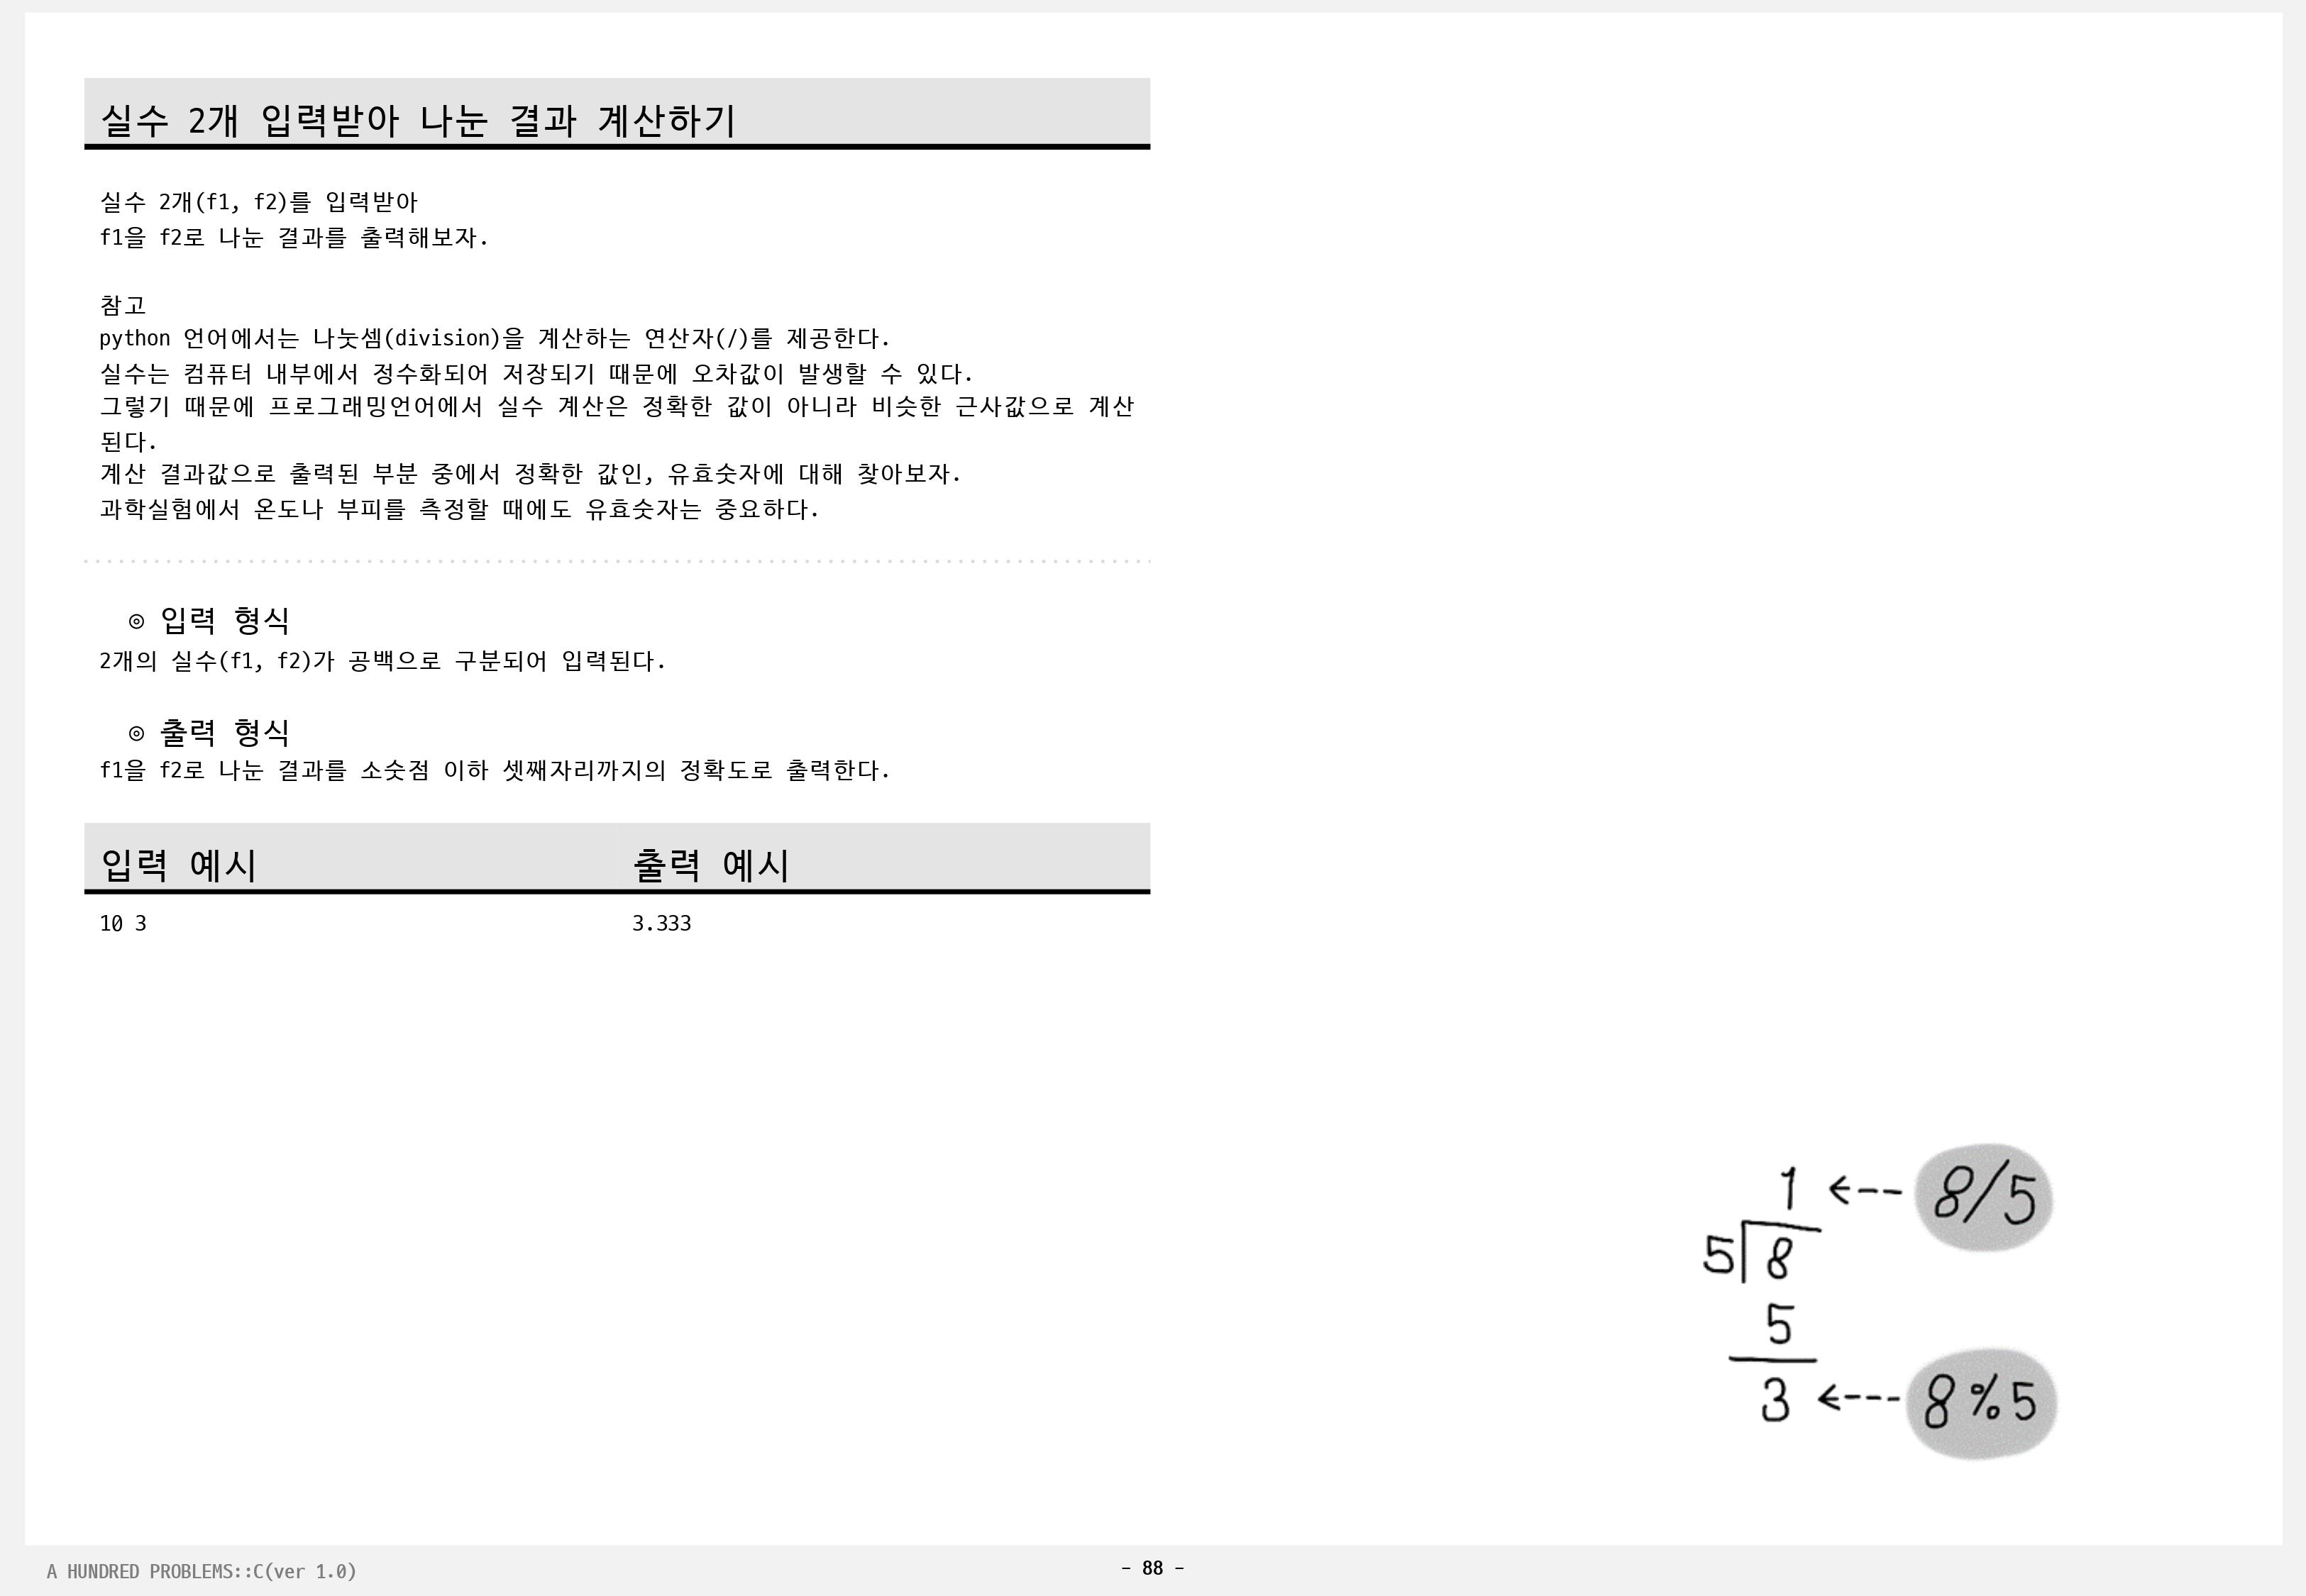 실수 2개 입력받아 나눈 결과 계산하기
실수 2개(f1, f2)를 입력받아
f1을 f2로 나눈 결과를 출력해보자.
참고
python 언어에서는 나눗셈(division)을 계산하는 연산자(/)를 제공한다.
실수는 컴퓨터 내부에서 정수화되어 저장되기 때문에 오차값이 발생할 수 있다.
그렇기 때문에 프로그래밍언어에서 실수 계산은 정확한 값이 아니라 비슷한 근사값으로 계산
된다.
계산 결과값으로 출력된 부분 중에서 정확한 값인, 유효숫자에 대해 찾아보자.
과학실험에서 온도나 부피를 측정할 때에도 유효숫자는 중요하다.
◎ 입력 형식
2개의 실수(f1, f2)가 공백으로 구분되어 입력된다.
◎ 출력 형식
f1을 f2로 나눈 결과를 소숫점 이하 셋째자리까지의 정확도로 출력한다.
입력 예시 출력 예시
10 3 3.333
1 <-- 8/5
5 8
5
3 <--- 8%5
A HUNDRED PROBLEMS::C(ver 1.0) - 88 -